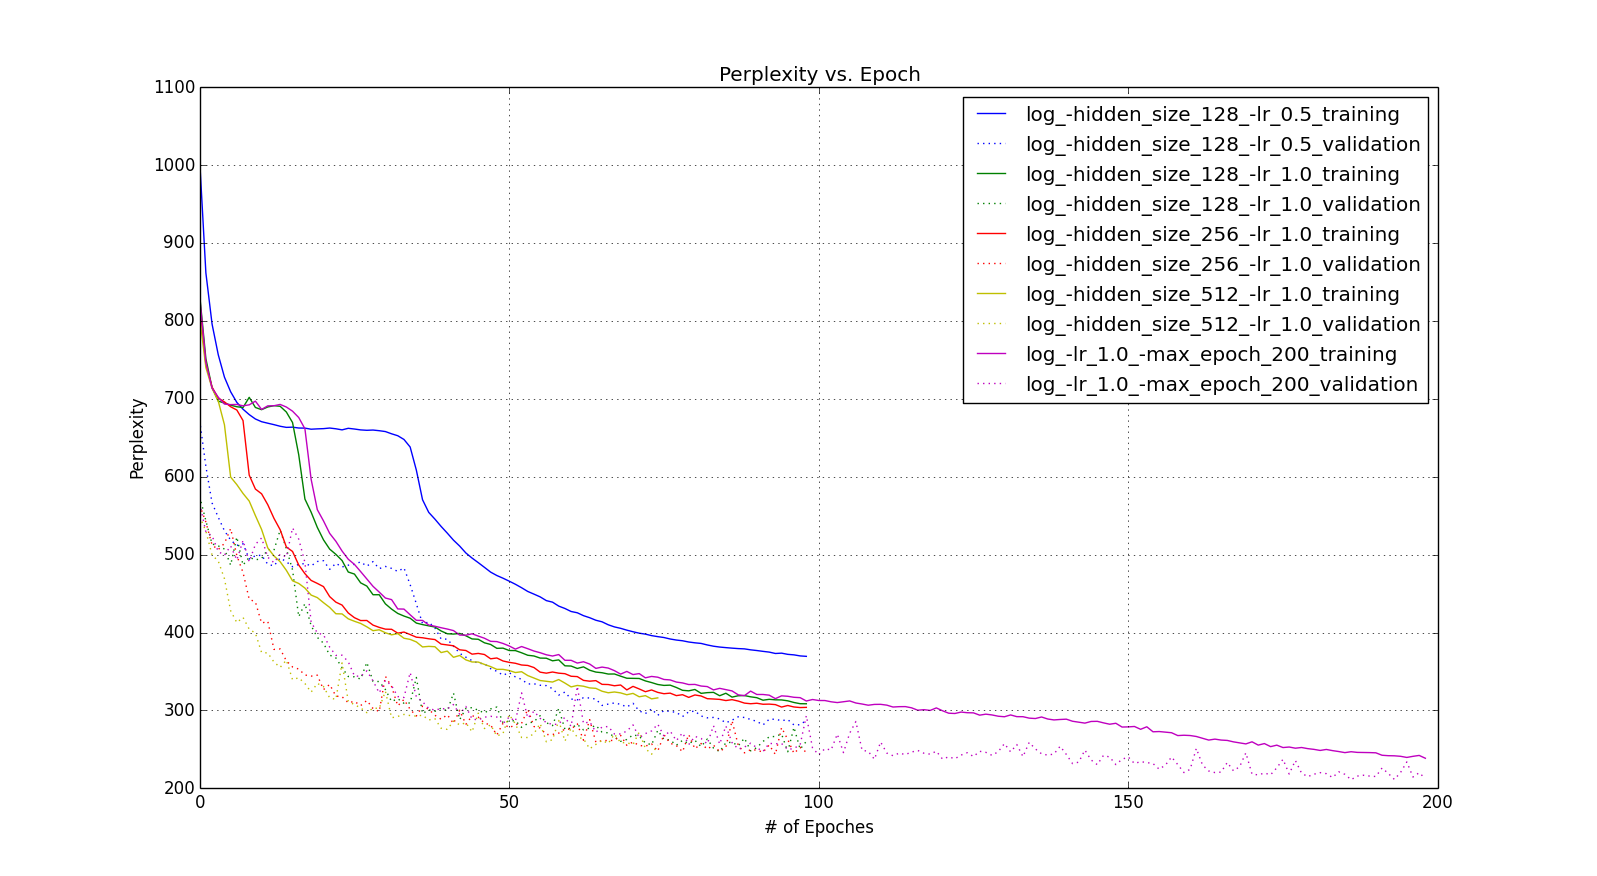 Perplexity vs. Epoch
1100
1000
900
800
700
600
500
400
300
200
Perplexity
0
50
100
150
200
# of Epoches
log_-hidden_size_128_-lr_0.5_training
log_-hidden_size_128_-lr_0.5_validation
log_-hidden_size_128_-lr_1.0_training
log_-hidden_size_128_-lr_1.0_validation
log_-hidden_size_256_-lr_1.0_training
log_-hidden_size_256_-lr_1.0_validation
log_-hidden_size_512_-lr_1.0_training
log_-hidden_size_512_-lr_1.0_validation
log_-lr_1.0_-max_epoch_200_training
log_-lr_1.0_-max_epoch_200_validation